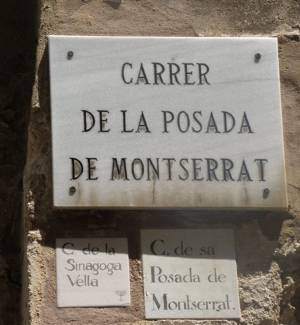 CARRER
DE LA POSADA
DE MONTSERRAT
C. de la
Sinagoga
Vella
C. de sa
Posada de
Montserrat.